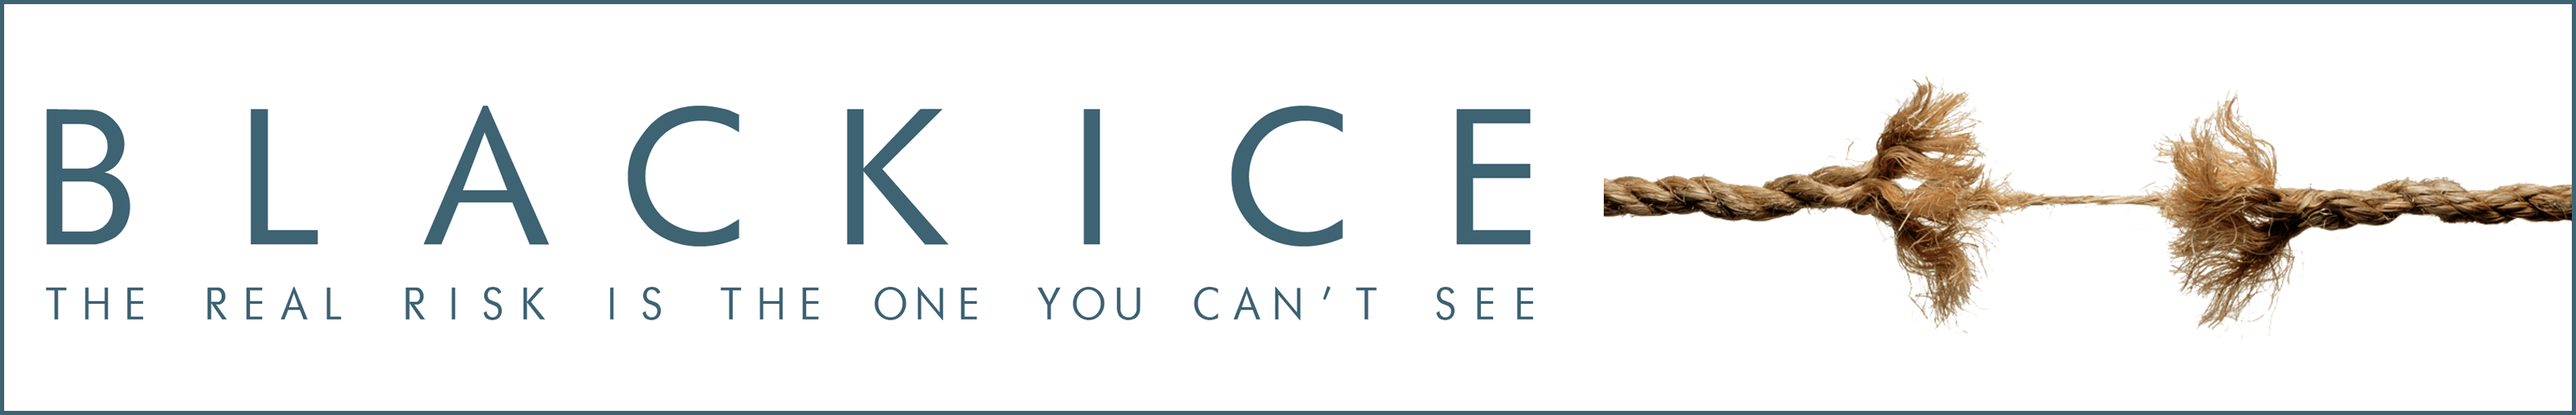 BLACKICE
THE REAL RISK IS THE ONE YOU CAN'T SEE